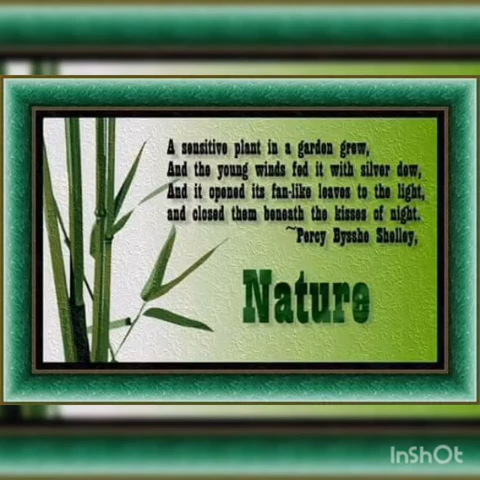 A sensitive plant in a garden grew,
And the young winds fed it with silver dew,
And it opened its fan-like leaves to the light,
and closed them beneath the kisses of night.
~Percy Bysshe Shelley,
Nature
InShOt